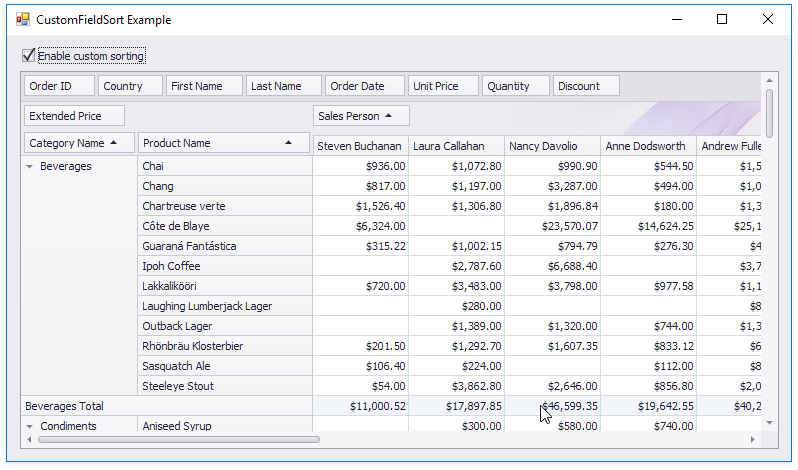 CustomFieldSort Example
Enable custom sorting
Order ID Country First Name Last Name Order Date Unit Price Quantity Discount
Extended Price Sales Person
Category Name Product Name Steven Buchanan Laura Callahan Nancy Davolio Anne Dodsworth Andrew Fulle
Beverages Chai $936.00 $1,072.80 $990.90 $544.50 $1,5
Chang $817.00 $1,197.00 $3,287.00 $494.00 $1,0
Chartreuse verte $1,526.40 $1,306.80 $1,896.84 $180.00 $1,3
Côte de Blaye $6,324.00 $23,570.07 $14,624.25 $25,1
Guaraná Fantástica $315.22 $1,002.15 $794.79 $276.30 $4
Ipoh Coffee $2,787.60 $6,688.40 $3,7
Lakkalikööri $720.00 $3,483.00 $3,798.00 $977.58 $1,1
Laughing Lumberjack Lager $280.00 $8
Outback Lager $1,389.00 $1,320.00 $744.00 $1,3
Rhönbräu Klosterbier $201.50 $1,292.70 $1,607.35 $833.12 $6
Sasquatch Ale $106.40 $224.00 $112.00 $8
Steeleye Stout $54.00 $3,862.80 $2,646.00 $856.80 $2,0
Beverages Total $11,000.52 $17,897.85 $46,599.35 $19,642.55 $40,2
Condiments Aniseed Syrup $300.00 $580.00 $740.00